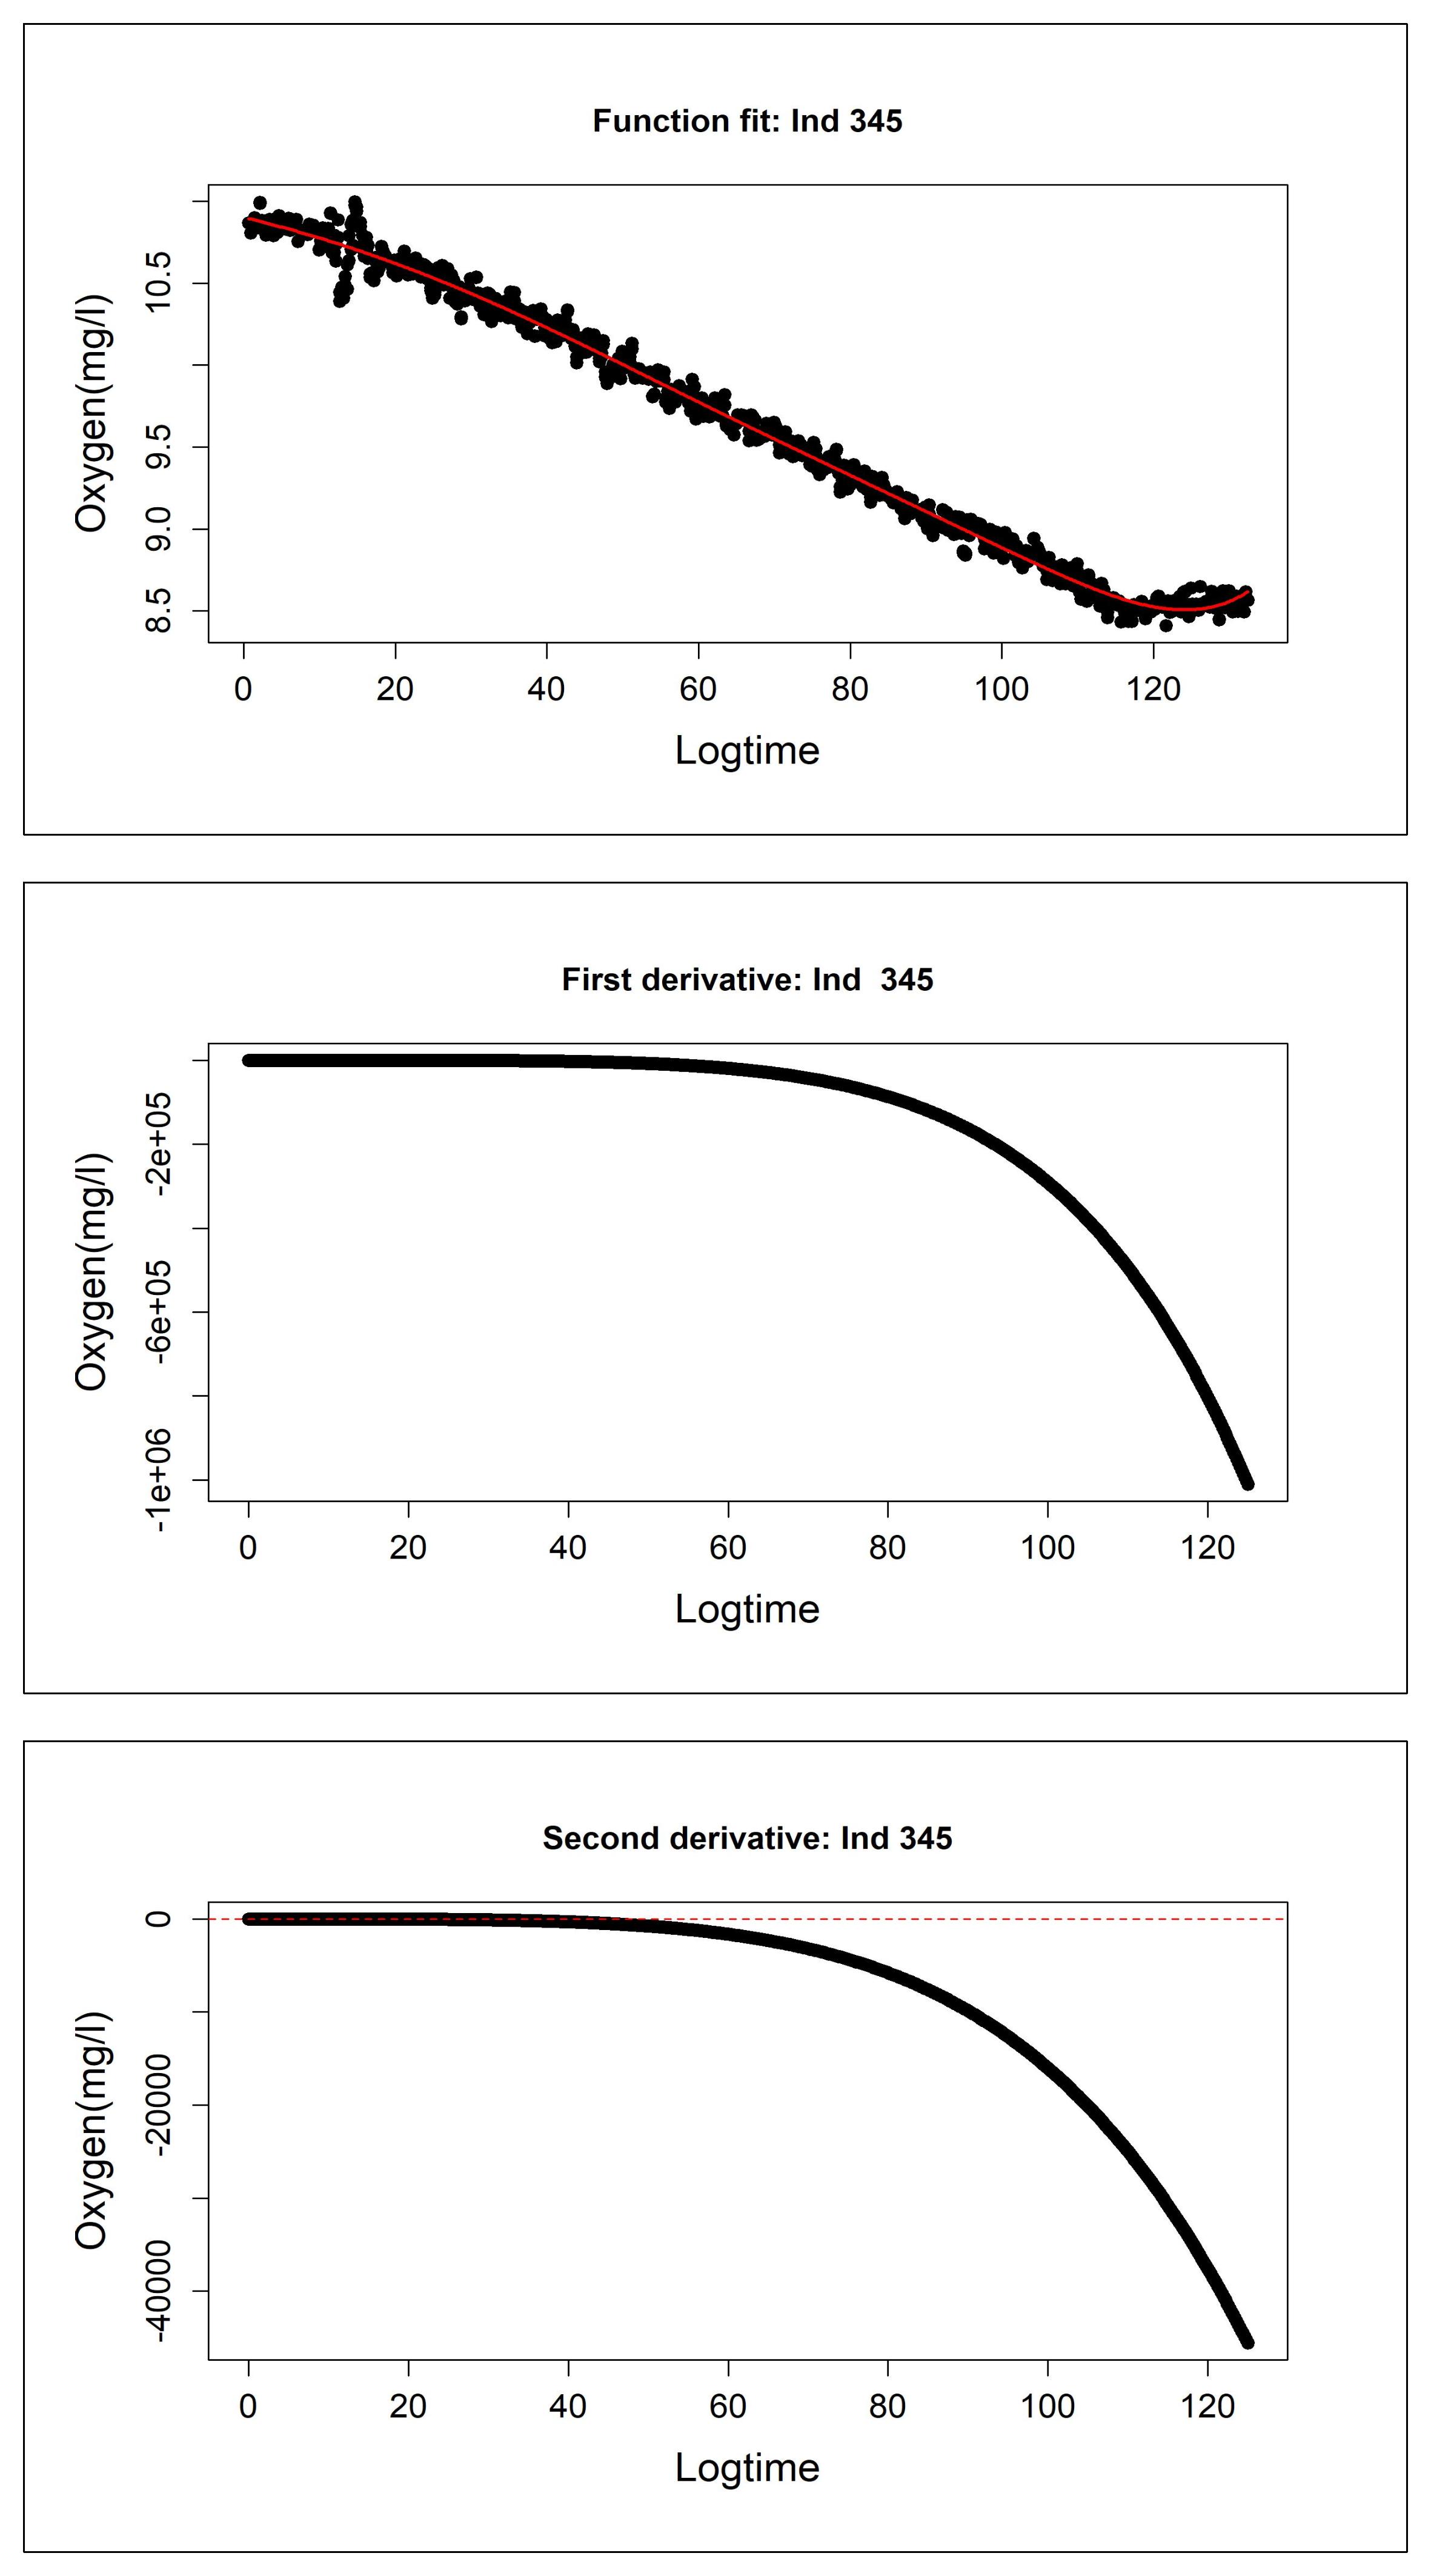 Function fit: Ind 345
Oxygen(mg/l)
10.5
9.5
9.0
8.5
0 20 40 60 80 100 120
Logtime
First derivative: Ind  345
Oxygen(mg/l)
-2e+05
-6e+05
-1e+06
0 20 40 60 80 100 120
Logtime
Second derivative: Ind 345
Oxygen(mg/l)
0
-20000
-40000
0 20 40 60 80 100 120
Logtime